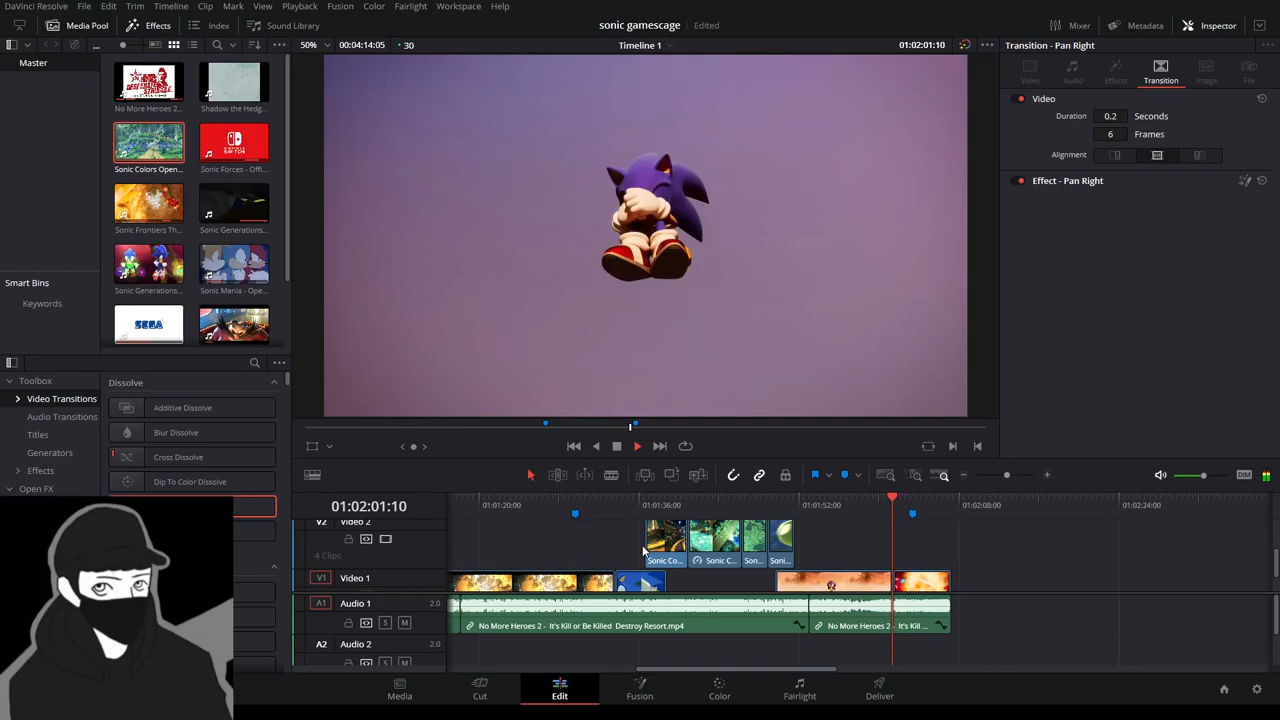 DaVinci Resolve File Edit Trim Timeline Clip Mark View Playback Fusion Color Fairlight Workspace Help
Media Pool Effects Index Sound Library sonic gamescage Edited Mixer Metadata Inspector
... 50% 00:04:14:05 30 Timeline 1 01:02:01:10 Transition - Pan Right
Master
Video Audio Effects Transition Image File
Video
No More Heroes 2... Shadow the Hedg...
Duration 0.2 Seconds
6 Frames
NINTENDO SWITCH
Alignment
Sonic Colors Open... Sonic Forces - Offi...
Effect - Pan Right
Sonic Frontiers Th... Sonic Generations...
Smart Bins
Sonic Generations... Sonic Mania - Ope...
Keywords
SEGA
Toolbox Dissolve
Video Transitions
Additive Dissolve
Audio Transitions
Titles Blur Dissolve
Generators Cross Dissolve
Effects
Dip To Color Dissolve
Open FX
DIM
01:01:20:00 01:01:36:00 01:01:52:00 01:02:08:00 01:02:24:00
V2 Video 2
4 Clips
Sonic Co... Sonic C... Son... Soni...
V1 Video 1
A1 Audio 1 2.0
S M No More Heroes 2 - It's Kill or Be Killed Destroy Resort.mp4 No More Heroes 2 - It's Kill ...
A2 Audio 2 2.0
S M
Media Cut Edit Fusion Color Fairlight Deliver